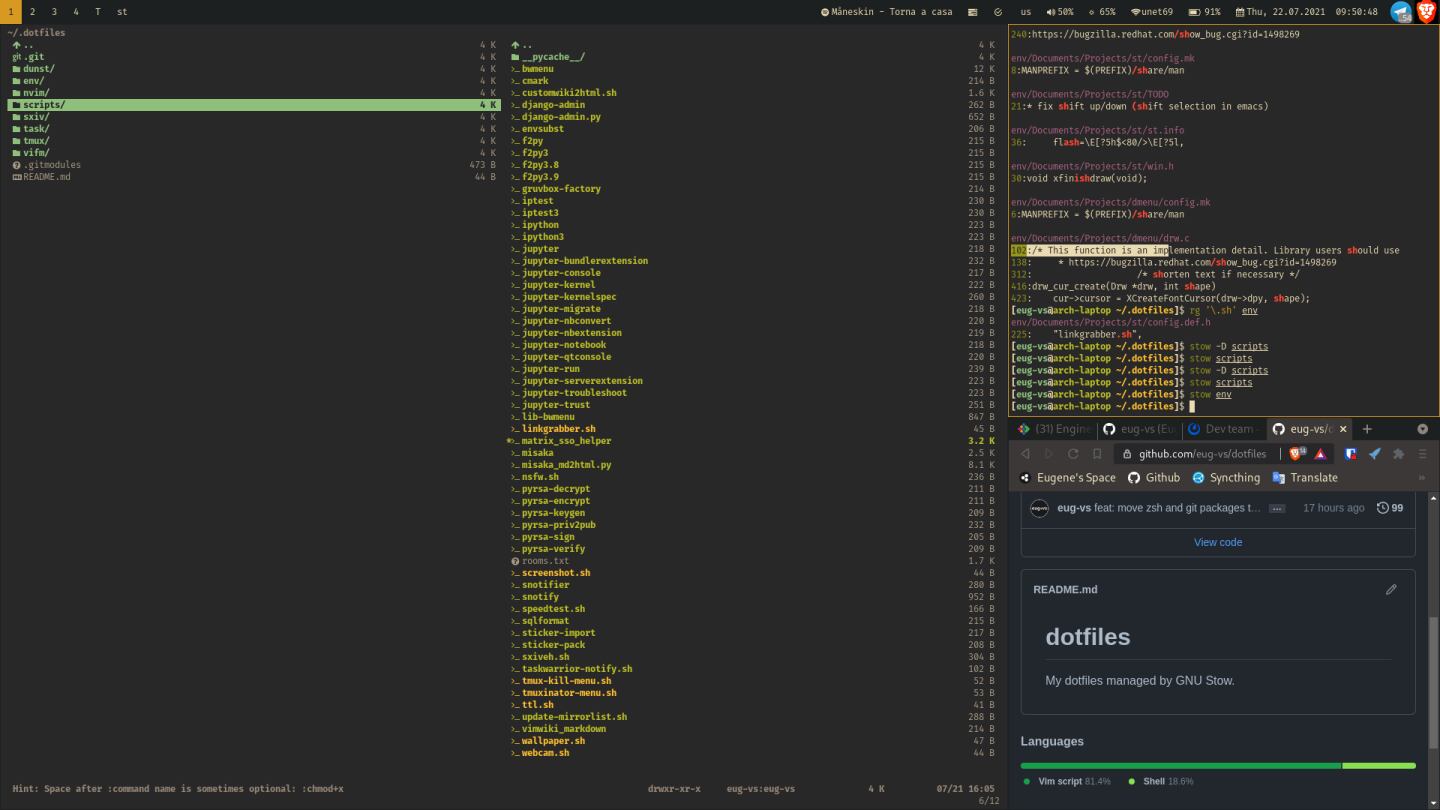 1 2 3 4 T st
Måneskin - Torna a casa us 50% 65% unet69 91% Thu, 22.07.2021 09:50:48 54
~/.dotfiles
.. 4 K
git .git 4 K
dunst/ 4 K
env/ 4 K
nvim/ 4 K
scripts/ 4 K
sxiv/ 4 K
task/ 4 K
tmux/ 4 K
vifm/ 4 K
.gitmodules 473 B
README.md 44 B
.. 4 K
__pycache__/ 4 K
>_ bwmenu 12 K
>_ cmark 214 B
>_ customwiki2html.sh 1.6 K
>_ django-admin 262 B
>_ django-admin.py 652 B
>_ envsubst 206 B
>_ f2py 215 B
>_ f2py3 215 B
>_ f2py3.8 215 B
>_ f2py3.9 215 B
>_ gruvbox-factory 214 B
>_ iptest 230 B
>_ iptest3 230 B
>_ ipython 223 B
>_ ipython3 223 B
>_ jupyter 218 B
>_ jupyter-bundlerextension 232 B
>_ jupyter-console 217 B
>_ jupyter-kernel 222 B
>_ jupyter-kernelspec 260 B
>_ jupyter-migrate 218 B
>_ jupyter-nbconvert 220 B
>_ jupyter-nbextension 219 B
>_ jupyter-notebook 218 B
>_ jupyter-qtconsole 220 B
>_ jupyter-run 239 B
>_ jupyter-serverextension 223 B
>_ jupyter-troubleshoot 223 B
>_ jupyter-trust 251 B
>_ lib-bwmenu 847 B
>_ linkgrabber.sh 45 B
*>_ matrix_sso_helper 3.2 K
>_ misaka 2.5 K
>_ misaka_md2html.py 8.1 K
>_ nsfw.sh 236 B
>_ pyrsa-decrypt 211 B
>_ pyrsa-encrypt 211 B
>_ pyrsa-keygen 209 B
>_ pyrsa-priv2pub 232 B
>_ pyrsa-sign 205 B
>_ pyrsa-verify 209 B
rooms.txt 1.7 K
>_ screenshot.sh 44 B
>_ snotifier 280 B
>_ snotify 952 B
>_ speedtest.sh 166 B
>_ sqlformat 215 B
>_ sticker-import 217 B
>_ sticker-pack 208 B
>_ sxiveh.sh 304 B
>_ taskwarrior-notify.sh 102 B
>_ tmux-kill-menu.sh 52 B
>_ tmuxinator-menu.sh 53 B
>_ ttl.sh 41 B
>_ update-mirrorlist.sh 288 B
>_ vimwiki_markdown 214 B
>_ wallpaper.sh 47 B
>_ webcam.sh 44 B
Hint: Space after :command name is sometimes optional: :chmod+x drwxr-xr-x eug-vs:eug-vs 4 K 07/21 16:05
6/12
240:https://bugzilla.redhat.com/show_bug.cgi?id=1498269
env/Documents/Projects/st/config.mk
8:MANPREFIX = $(PREFIX)/share/man
env/Documents/Projects/st/TODO
21:* fix shift up/down (shift selection in emacs)
env/Documents/Projects/st/st.info
36: flash=\E[?5h$<80/>\E[?5l,
env/Documents/Projects/st/win.h
30:void xfinishdraw(void);
env/Documents/Projects/dmenu/config.mk
6:MANPREFIX = $(PREFIX)/share/man
env/Documents/Projects/dmenu/drw.c
102:/* This function is an implementation detail. Library users should use
138: * https://bugzilla.redhat.com/show_bug.cgi?id=1498269
312: /* shorten text if necessary */
416:drw_cur_create(Drw *drw, int shape)
423: cur->cursor = XCreateFontCursor(drw->dpy, shape);
[eug-vs@arch-laptop ~/.dotfiles]$ rg '\.sh' env
env/Documents/Projects/st/config.def.h
225: "linkgrabber.sh",
[eug-vs@arch-laptop ~/.dotfiles]$ stow -D scripts
[eug-vs@arch-laptop ~/.dotfiles]$ stow scripts
[eug-vs@arch-laptop ~/.dotfiles]$ stow -D scripts
[eug-vs@arch-laptop ~/.dotfiles]$ stow scripts
[eug-vs@arch-laptop ~/.dotfiles]$ stow env
[eug-vs@arch-laptop ~/.dotfiles]$
(31) Engine eug-vs (Eu Dev team - eug-vs/d
github.com/eug-vs/dotfiles
Eugene's Space Github Syncthing Translate »
eug-vs feat: move zsh and git packages t... ... 17 hours ago 99
View code
README.md
dotfiles
My dotfiles managed by GNU Stow.
Languages
Vim script 81.4% Shell 18.6%